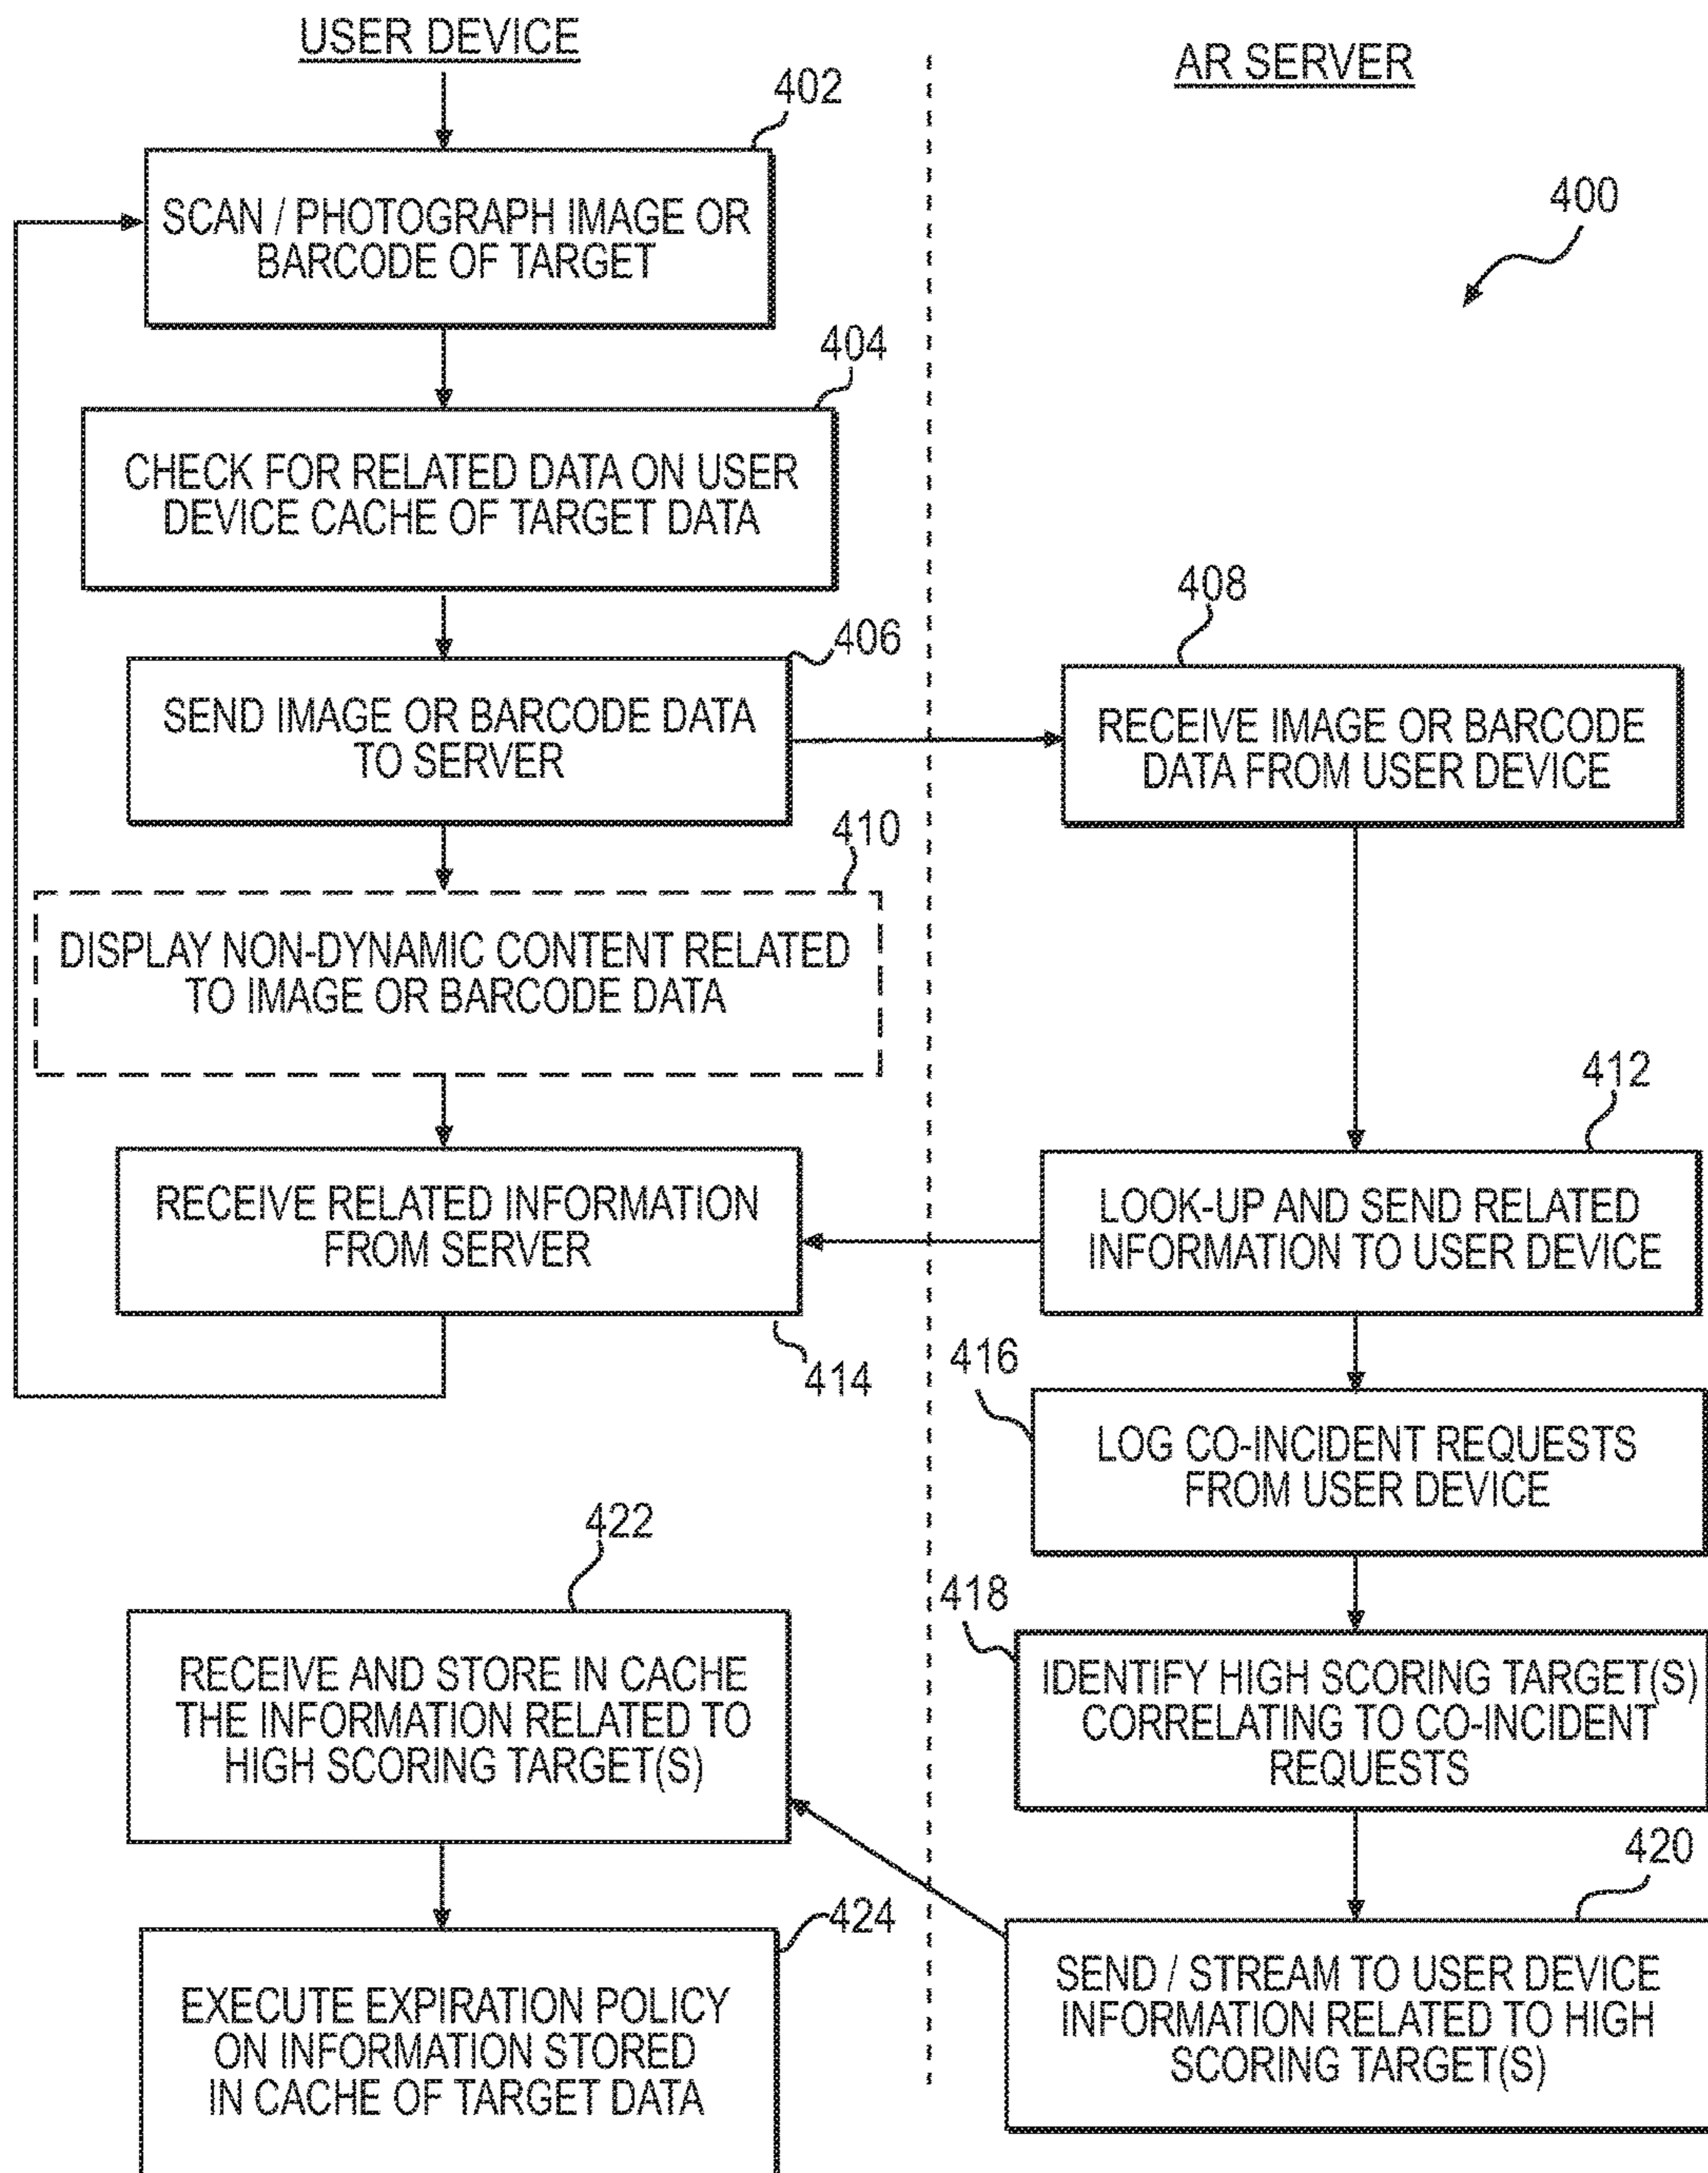 USER DEVICE
AR SERVER
402
400
SCAN / PHOTOGRAPH IMAGE OR
BARCODE OF TARGET
404
CHECK FOR RELATED DATA ON USER
DEVICE CACHE OF TARGET DATA
406
408
SEND IMAGE OR BARCODE DATA
TO SERVER
RECEIVE IMAGE OR BARCODE
DATA FROM USER DEVICE
410
DISPLAY NON-DYNAMIC CONTENT RELATED
TO IMAGE OR BARCODE DATA
412
RECEIVE RELATED INFORMATION
FROM SERVER
LOOK-UP AND SEND RELATED
INFORMATION TO USER DEVICE
414
416
LOG CO-INCIDENT REQUESTS
FROM USER DEVICE
422
418
RECEIVE AND STORE IN CACHE
THE INFORMATION RELATED TO
HIGH SCORING TARGET(S)
IDENTIFY HIGH SCORING TARGET(S)
CORRELATING TO CO-INCIDENT
REQUESTS
420
424
SEND / STREAM TO USER DEVICE
INFORMATION RELATED TO HIGH
SCORING TARGET(S)
EXECUTE EXPIRATION POLICY
ON INFORMATION STORED
IN CACHE OF TARGET DATA